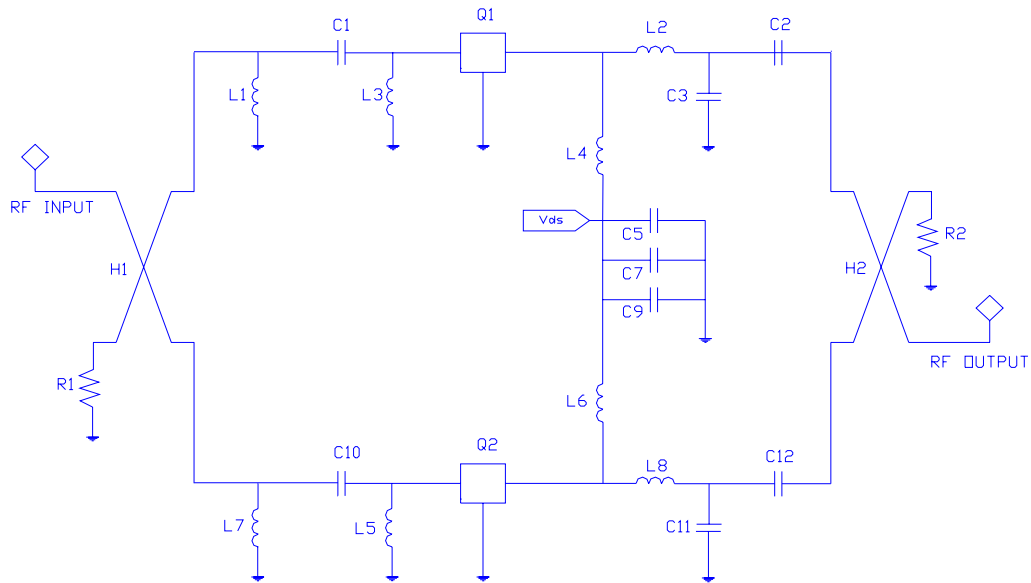 C1
Q1
L2
C2
L1
L3
C3
L4
RF INPUT
Vds
C5
R2
H1
C7
H2
C9
RF OUTPUT
R1
L6
C10
Q2
L8
C12
L7
L5
C11